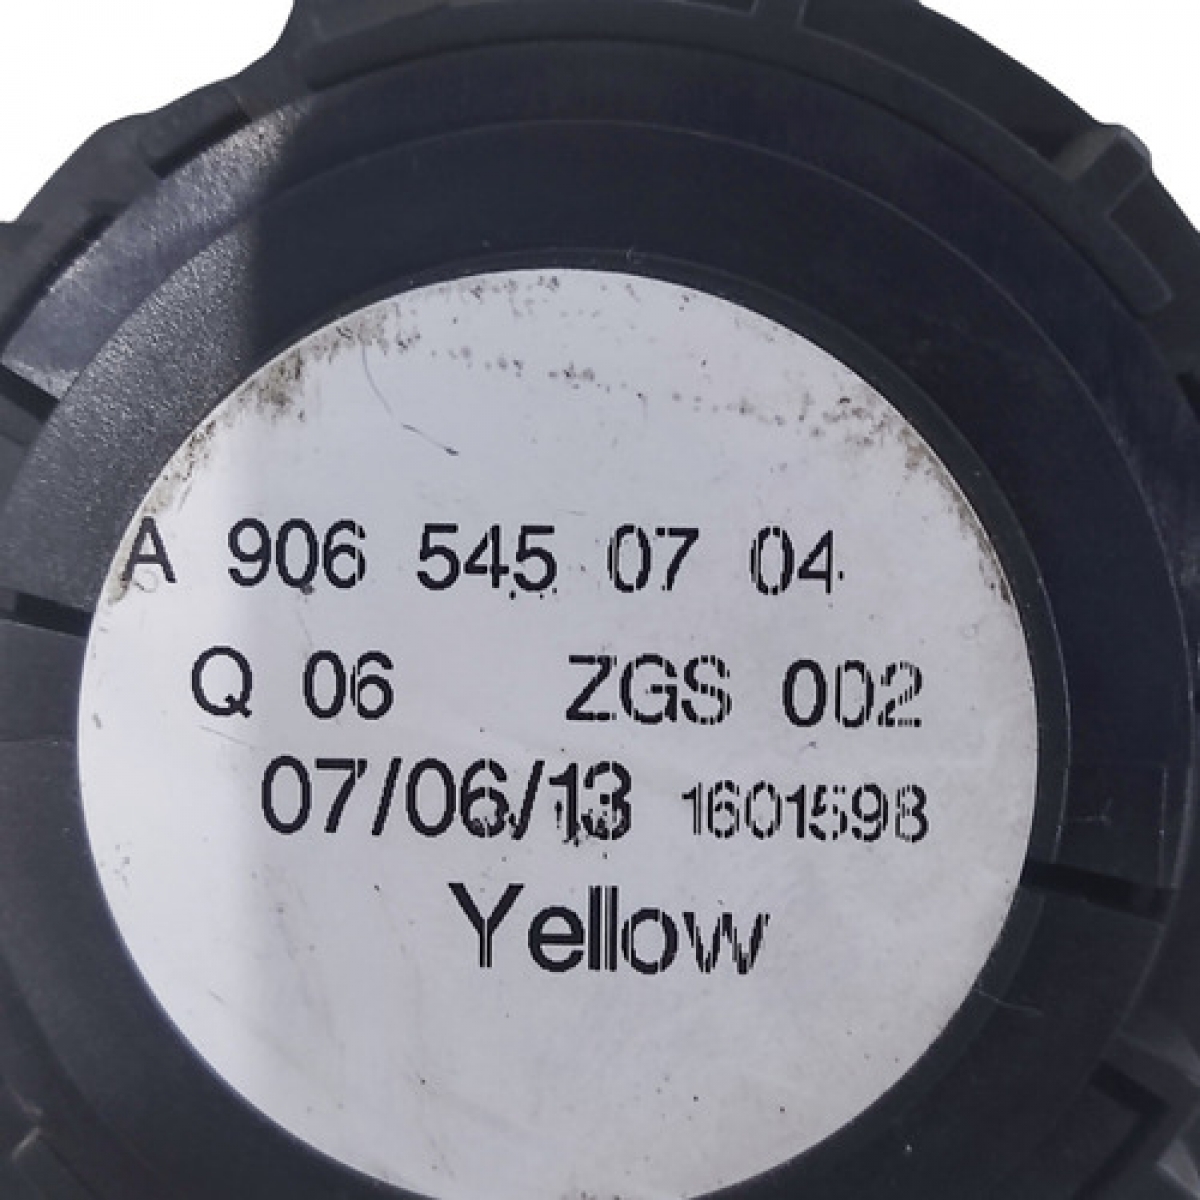 A 906 545 07 04
Q 06 ZGS 002
07/06/13 1601598
Yellow